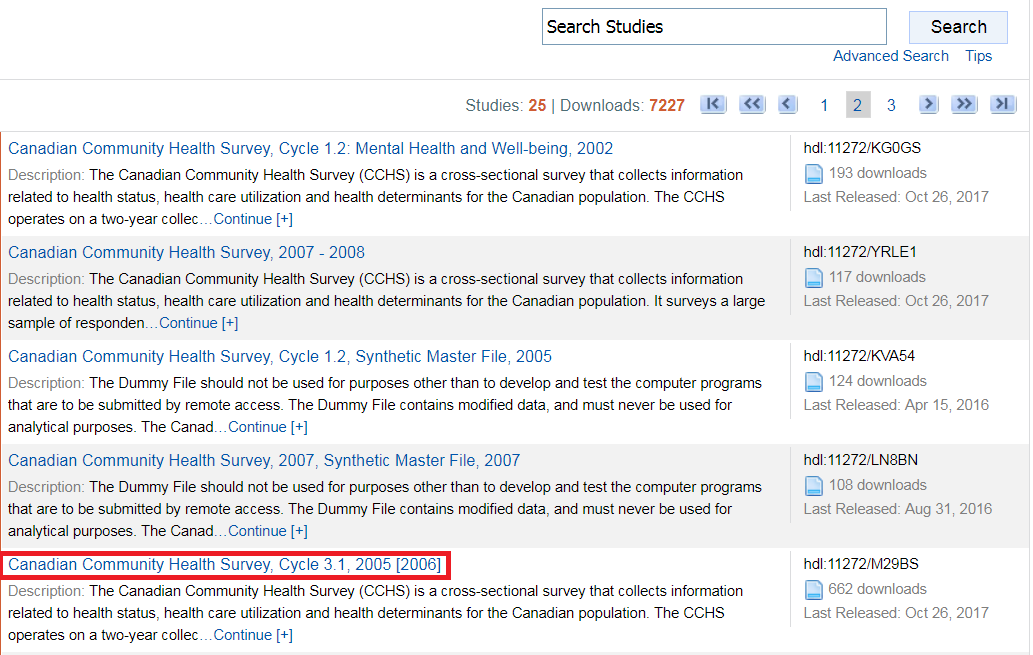 Search Studies Search
Advanced Search Tips
Studies: 25 | Downloads: 7227 1 2 3
Canadian Community Health Survey, Cycle 1.2: Mental Health and Well-being, 2002
Description: The Canadian Community Health Survey (CCHS) is a cross-sectional survey that collects information
related to health status, health care utilization and health determinants for the Canadian population. The CCHS
operates on a two-year collec…Continue [+]
hdl:11272/KG0GS
193 downloads
Last Released: Oct 26, 2017
Canadian Community Health Survey, 2007 - 2008
Description: The Canadian Community Health Survey (CCHS) is a cross-sectional survey that collects information
related to health status, health care utilization and health determinants for the Canadian population. It surveys a large
sample of responden…Continue [+]
hdl:11272/YRLE1
117 downloads
Last Released: Oct 26, 2017
Canadian Community Health Survey, Cycle 1.2, Synthetic Master File, 2005
Description: The Dummy File should not be used for purposes other than to develop and test the computer programs
that are to be submitted by remote access. The Dummy File contains modified data, and must never be used for
analytical purposes. The Canad…Continue [+]
hdl:11272/KVA54
124 downloads
Last Released: Apr 15, 2016
Canadian Community Health Survey, 2007, Synthetic Master File, 2007
Description: The Dummy File should not be used for purposes other than to develop and test the computer programs
that are to be submitted by remote access. The Dummy File contains modified data, and must never be used for
analytical purposes. The Canad…Continue [+]
hdl:11272/LN8BN
108 downloads
Last Released: Aug 31, 2016
Canadian Community Health Survey, Cycle 3.1, 2005 [2006]
Description: The Canadian Community Health Survey (CCHS) is a cross-sectional survey that collects information
related to health status, health care utilization and health determinants for the Canadian population. The CCHS
operates on a two-year collec…Continue [+]
hdl:11272/M29BS
662 downloads
Last Released: Oct 26, 2017